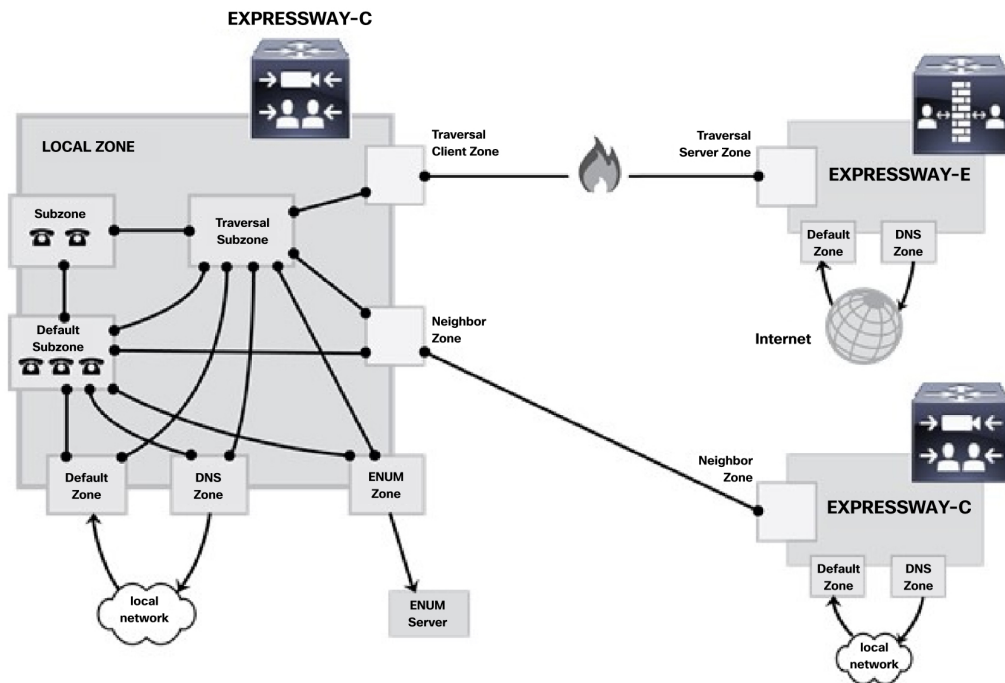 EXPRESSWAY-C
LOCAL ZONE
Traversal
Client Zone
Traversal
Server Zone
EXPRESSWAY-E
Subzone
Traversal
Subzone
Default
Zone
DNS
Zone
Internet
Default
Subzone
Neighbor
Zone
Default
Zone
DNS
Zone
ENUM
Zone
Neighbor
Zone
EXPRESSWAY-C
Default
Zone
DNS
Zone
local
network
ENUM
Server
local
network